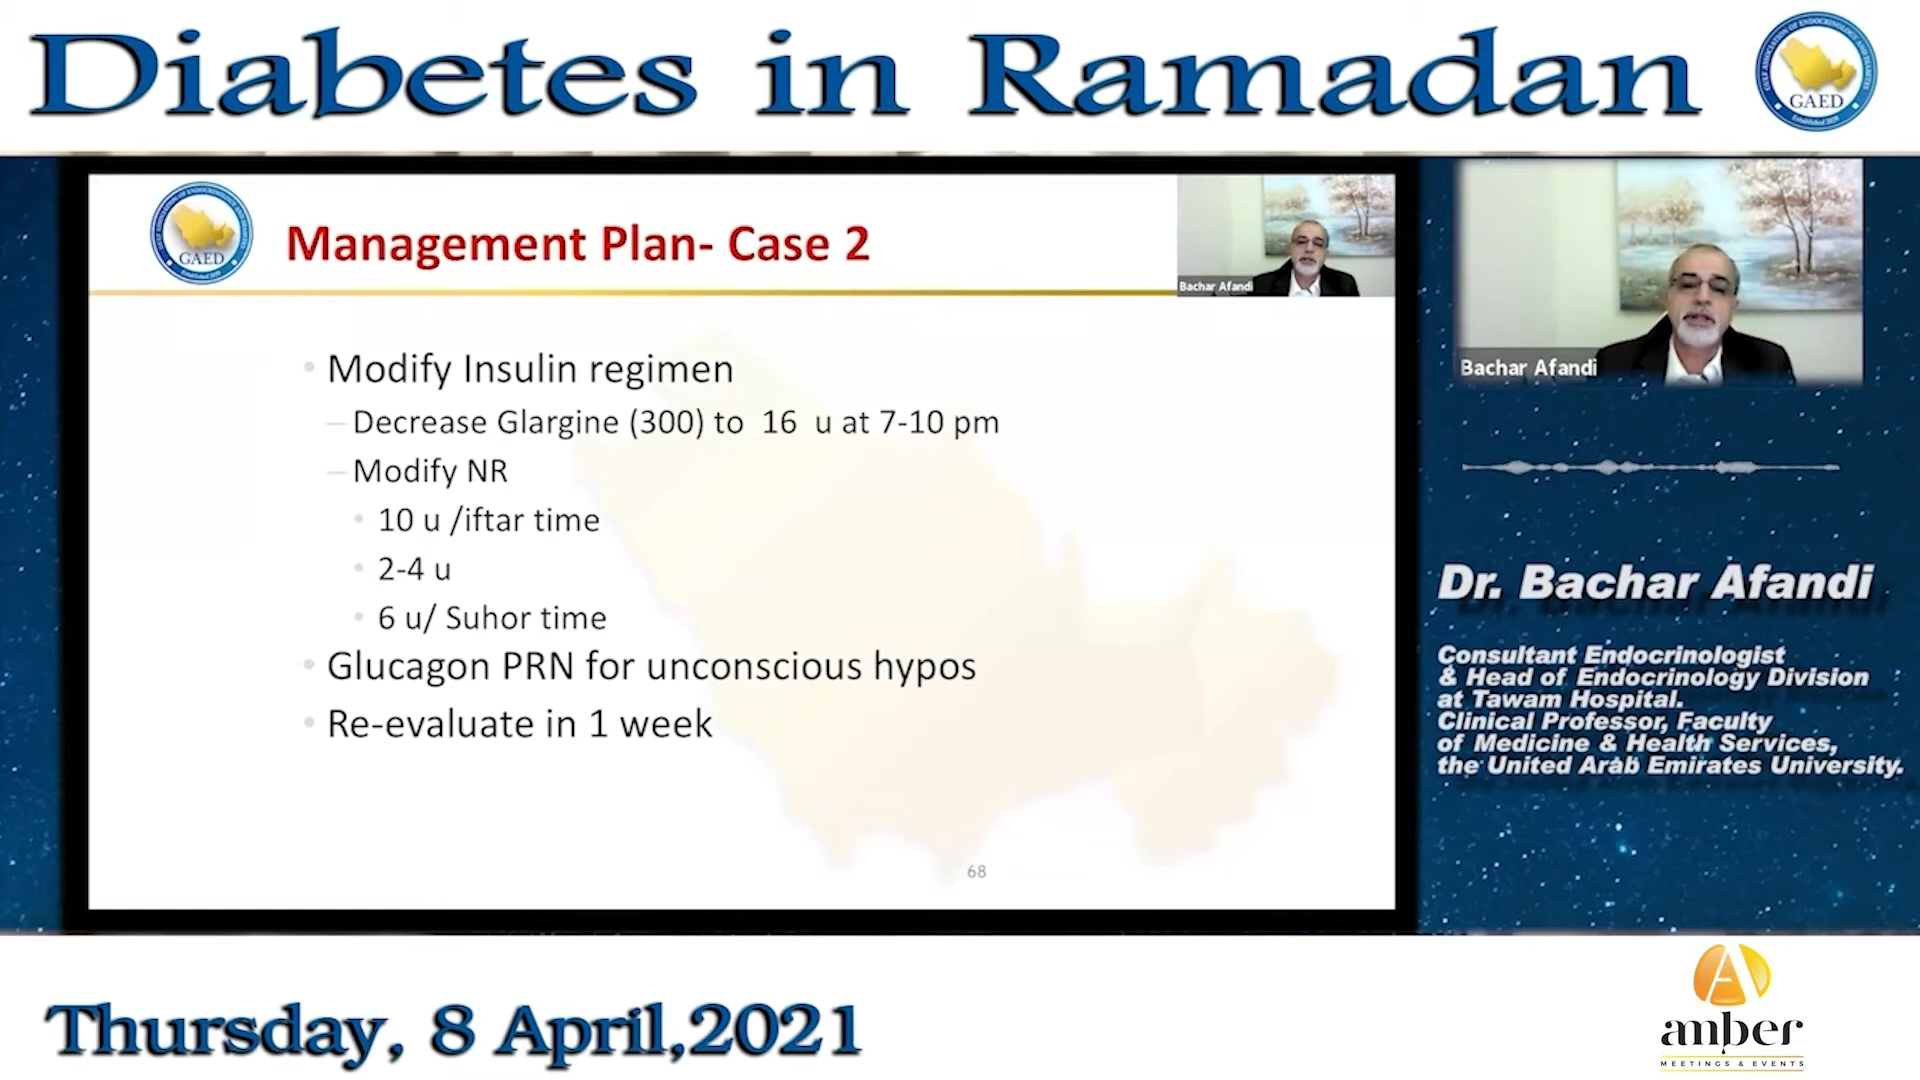 Diabetes in Ramadan
GAED
GAED
Management Plan- Case 2
Bachar Afandi
Bachar Afandi
• Modify Insulin regimen
– Decrease Glargine (300) to 16 u at 7-10 pm
– Modify NR
• 10 u /iftar time
• 2-4 u
• 6 u/ Suhor time
• Glucagon PRN for unconscious hypos
• Re-evaluate in 1 week
68
Dr. Bachar Afandi
Consultant Endocrinologist
& Head of Endocrinology Division
at Tawam Hospital.
Clinical Professor, Faculty
of Medicine & Health Services,
the United Arab Emirates University.
Thursday, 8 April,2021
amber
MEETINGS & EVENTS